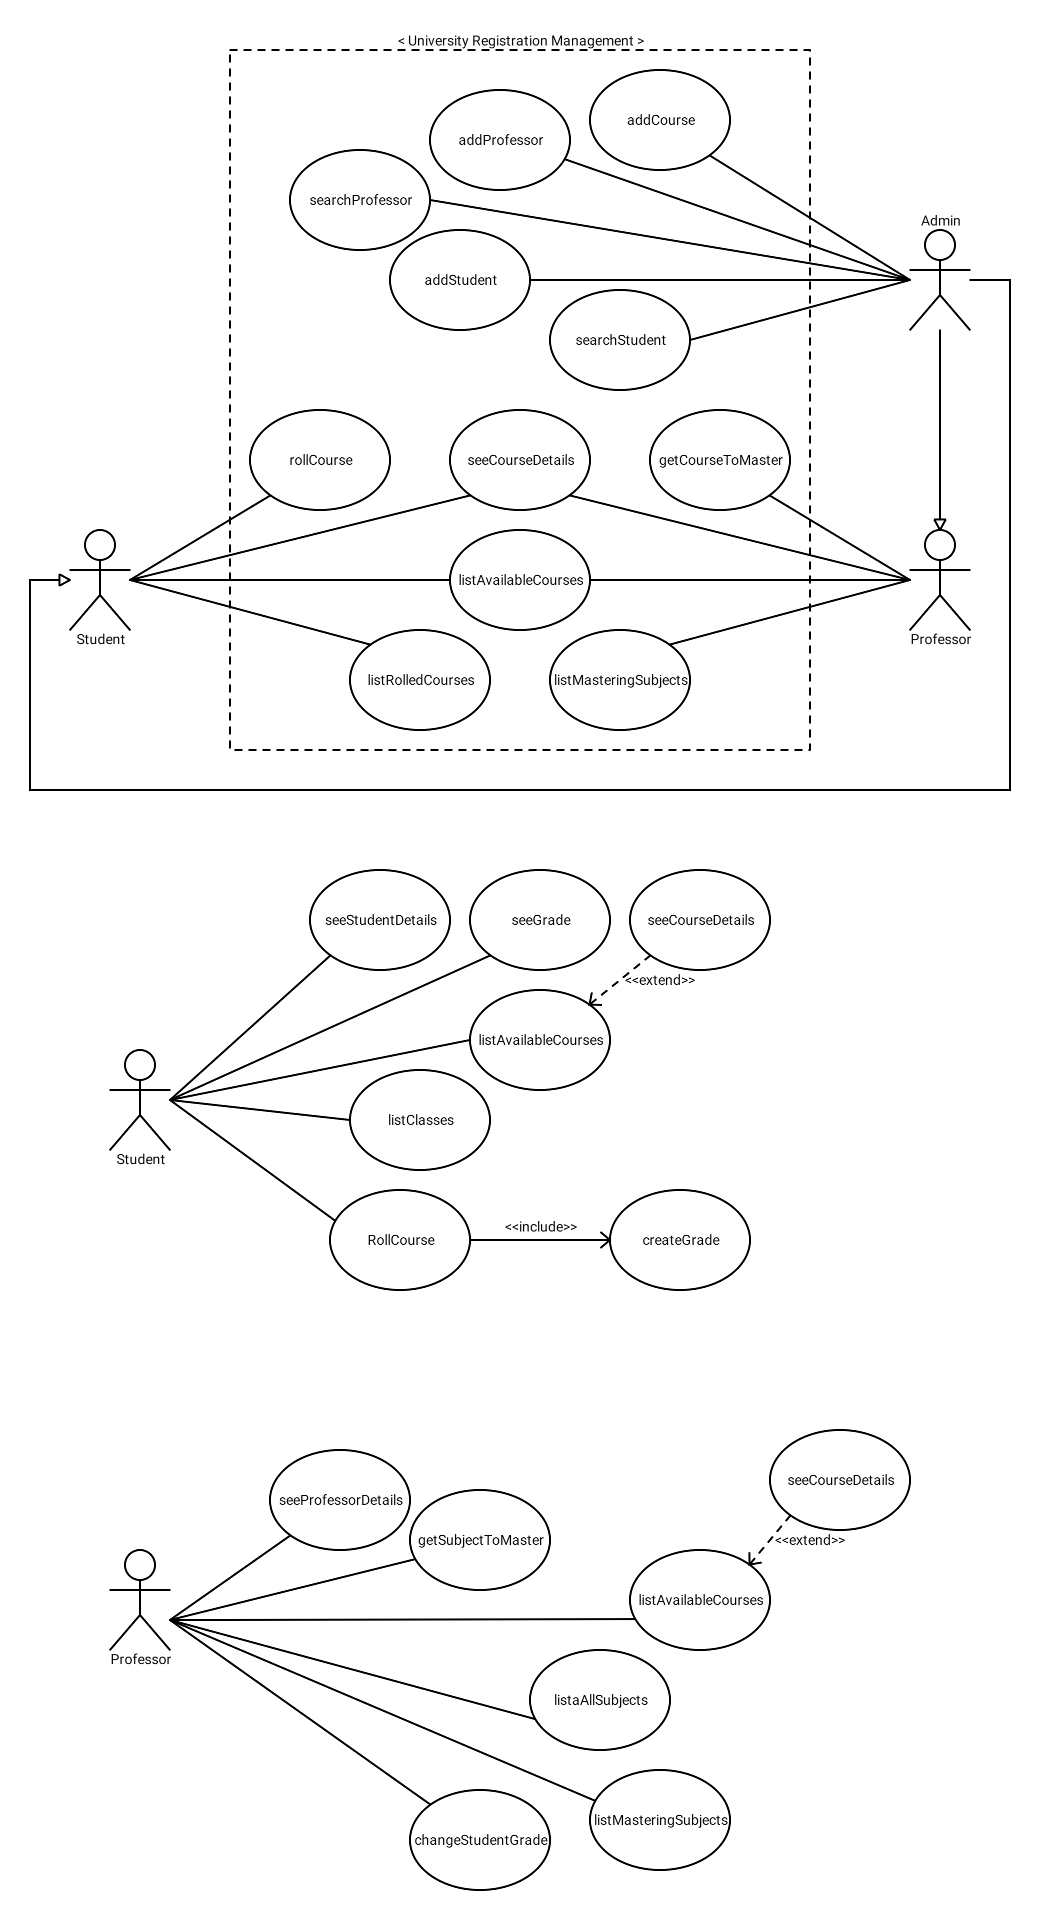 < University Registration Management >
addCourse
addProfessor
searchProfessor
Admin
addStudent
searchStudent
rollCourse
seeCourseDetails
getCourseToMaster
listAvailableCourses
Student
Professor
listRolledCourses
listMasteringSubjects
seeStudentDetails
seeGrade
seeCourseDetails
<<extend>>
listAvailableCourses
listClasses
Student
<<include>>
RollCourse
createGrade
seeCourseDetails
seeProfessorDetails
getSubjectToMaster
<<extend>>
listAvailableCourses
Professor
listaAllSubjects
listMasteringSubjects
changeStudentGrade